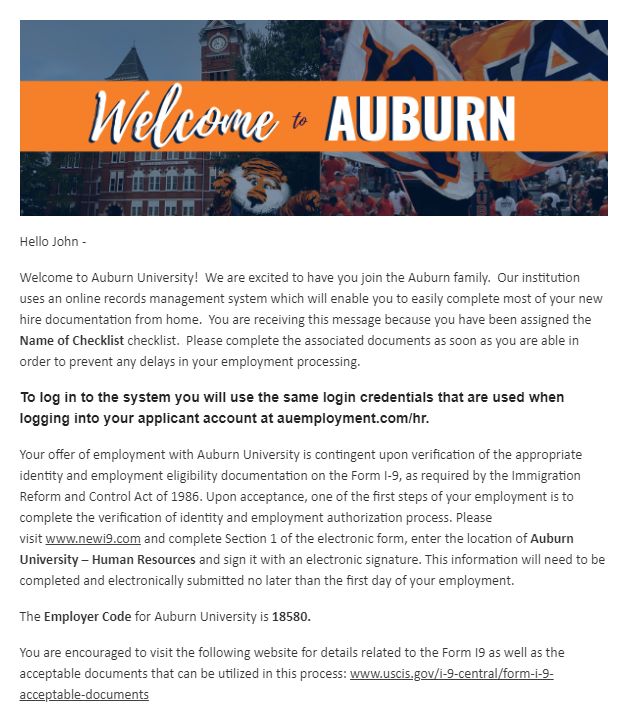 Welcome to AUBURN
Hello John -
Welcome to Auburn University!  We are excited to have you join the Auburn family.  Our institution
uses an online records management system which will enable you to easily complete most of your new
hire documentation from home.  You are receiving this message because you have been assigned the
Name of Checklist checklist.  Please complete the associated documents as soon as you are able in
order to prevent any delays in your employment processing.
To log in to the system you will use the same login credentials that are used when
logging into your applicant account at auemployment.com/hr.
Your offer of employment with Auburn University is contingent upon verification of the appropriate
identity and employment eligibility documentation on the Form I-9, as required by the Immigration
Reform and Control Act of 1986. Upon acceptance, one of the first steps of your employment is to
complete the verification of identity and employment authorization process. Please
visit www.newi9.com and complete Section 1 of the electronic form, enter the location of Auburn
University – Human Resources and sign it with an electronic signature. This information will need to be
completed and electronically submitted no later than the first day of your employment.
The Employer Code for Auburn University is 18580.
You are encouraged to visit the following website for details related to the Form I9 as well as the
acceptable documents that can be utilized in this process: www.uscis.gov/i-9-central/form-i-9-
acceptable-documents